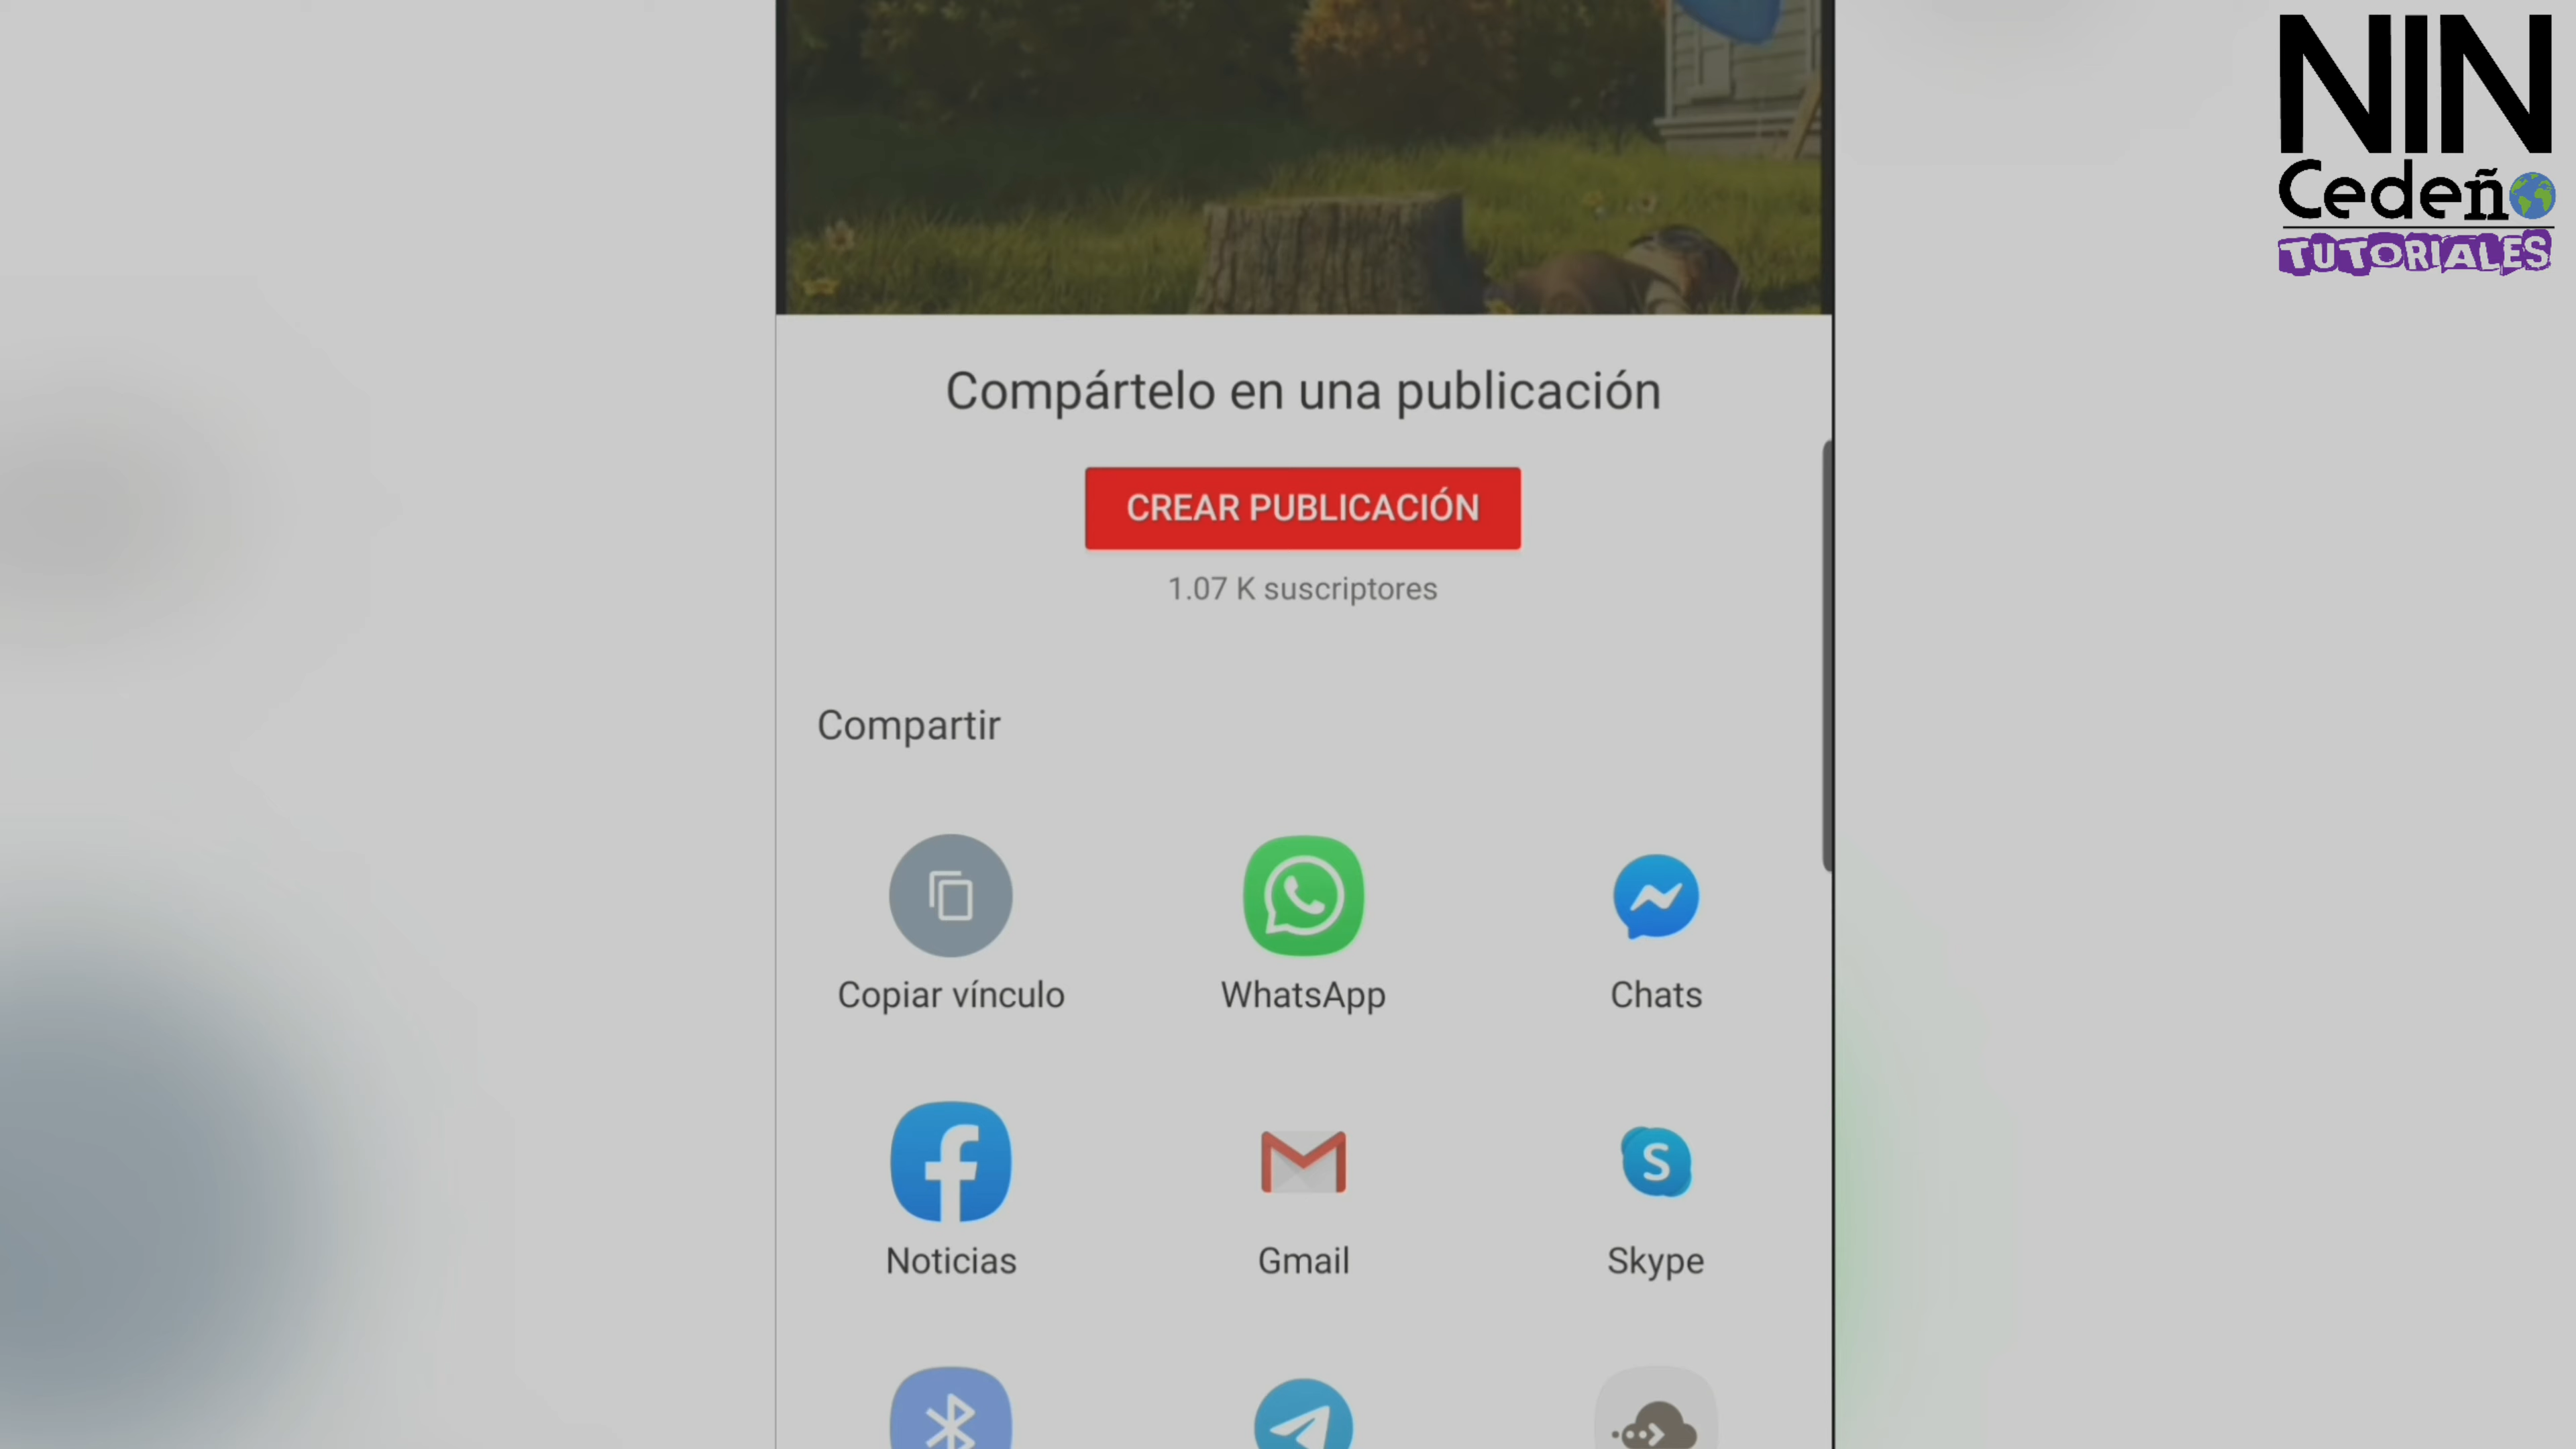 NIN
Cedeño
TUTORIALES
Compártelo en una publicación
CREAR PUBLICACIÓN
1.07 K suscriptores
Compartir
Copiar vínculo
WhatsApp
Chats
Noticias
Gmail
Skype